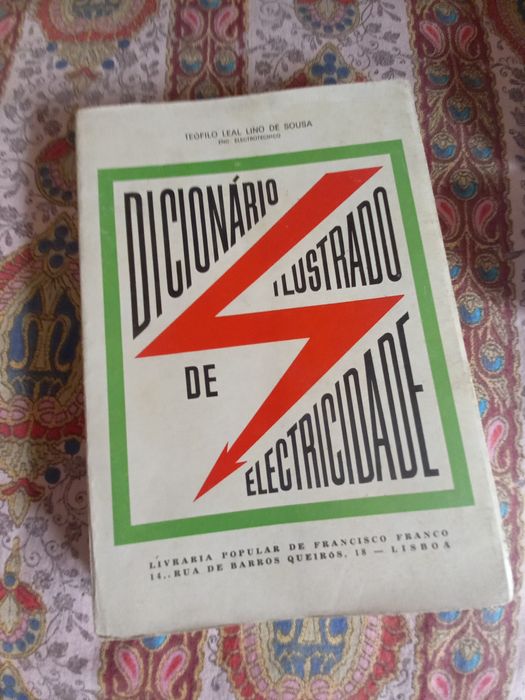 TEÓFILO LEAL LINO DE SOUSA
ENG. ELECTROTÉCNICO
DICIONÁRIO
ILUSTRADO
DE
ELECTRICIDADE
LIVRARIA POPULAR DE FRANCISCO FRANCO
14., RUA DE BARROS QUEIRÓS, 18 — LISBOA